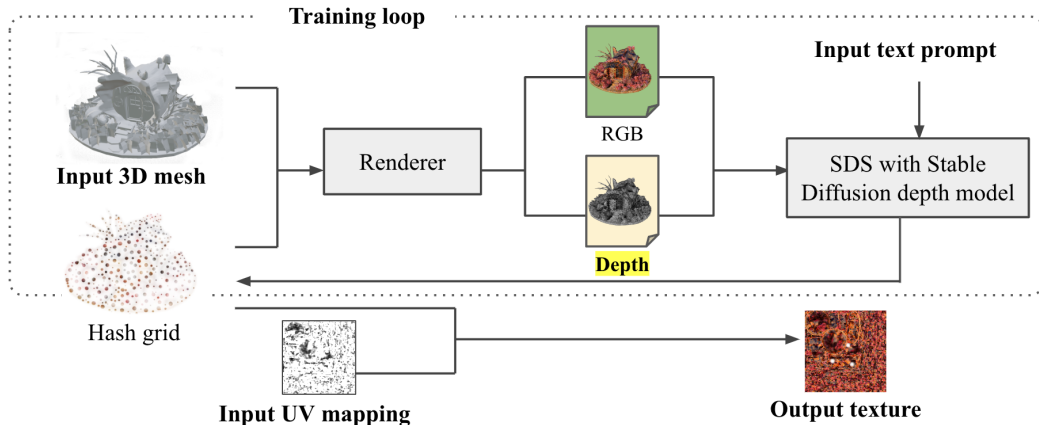 Training loop
Input text prompt
Input 3D mesh
Renderer
RGB
SDS with Stable
Diffusion depth model
Depth
Hash grid
Input UV mapping
Output texture